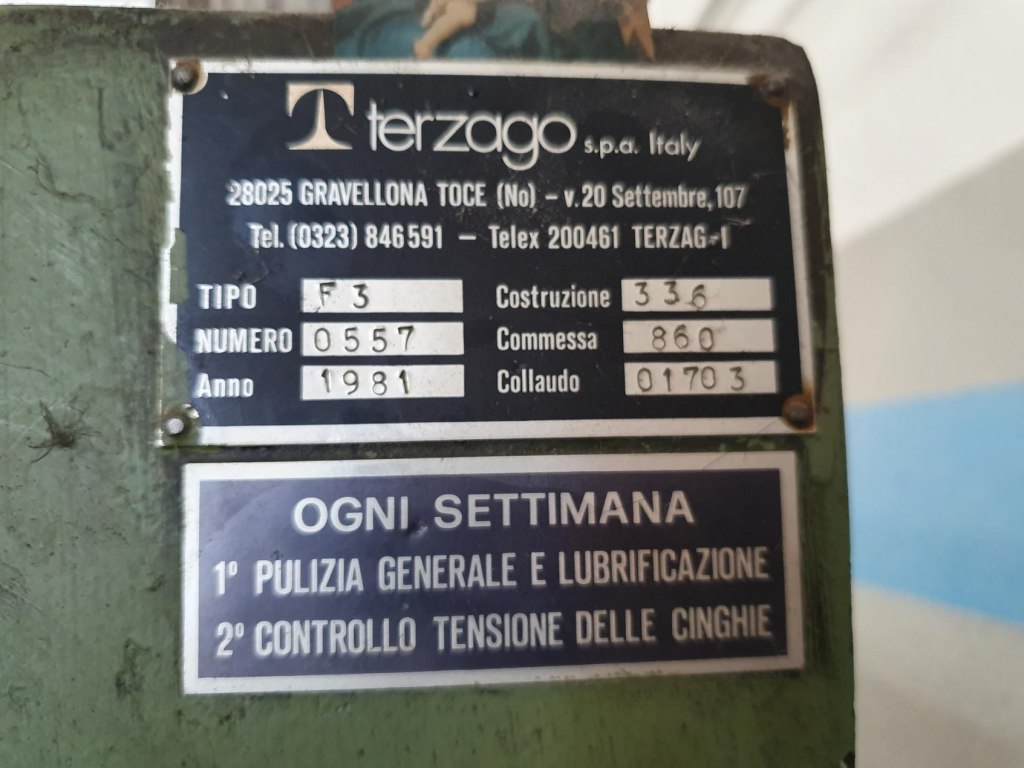 T terzago s.p.a. Italy
28025 GRAVELLONA TOCE (No) - v. 20 Settembre, 107
Tel. (0323) 846591 - Telex 200461 TERZAG-I
TIPO F 3 Costruzione 336
NUMERO 0557 Commessa 860
Anno 1981 Collaudo 01703
OGNI SETTIMANA
1° PULIZIA GENERALE E LUBRIFICAZIONE
2° CONTROLLO TENSIONE DELLE CINGHIE